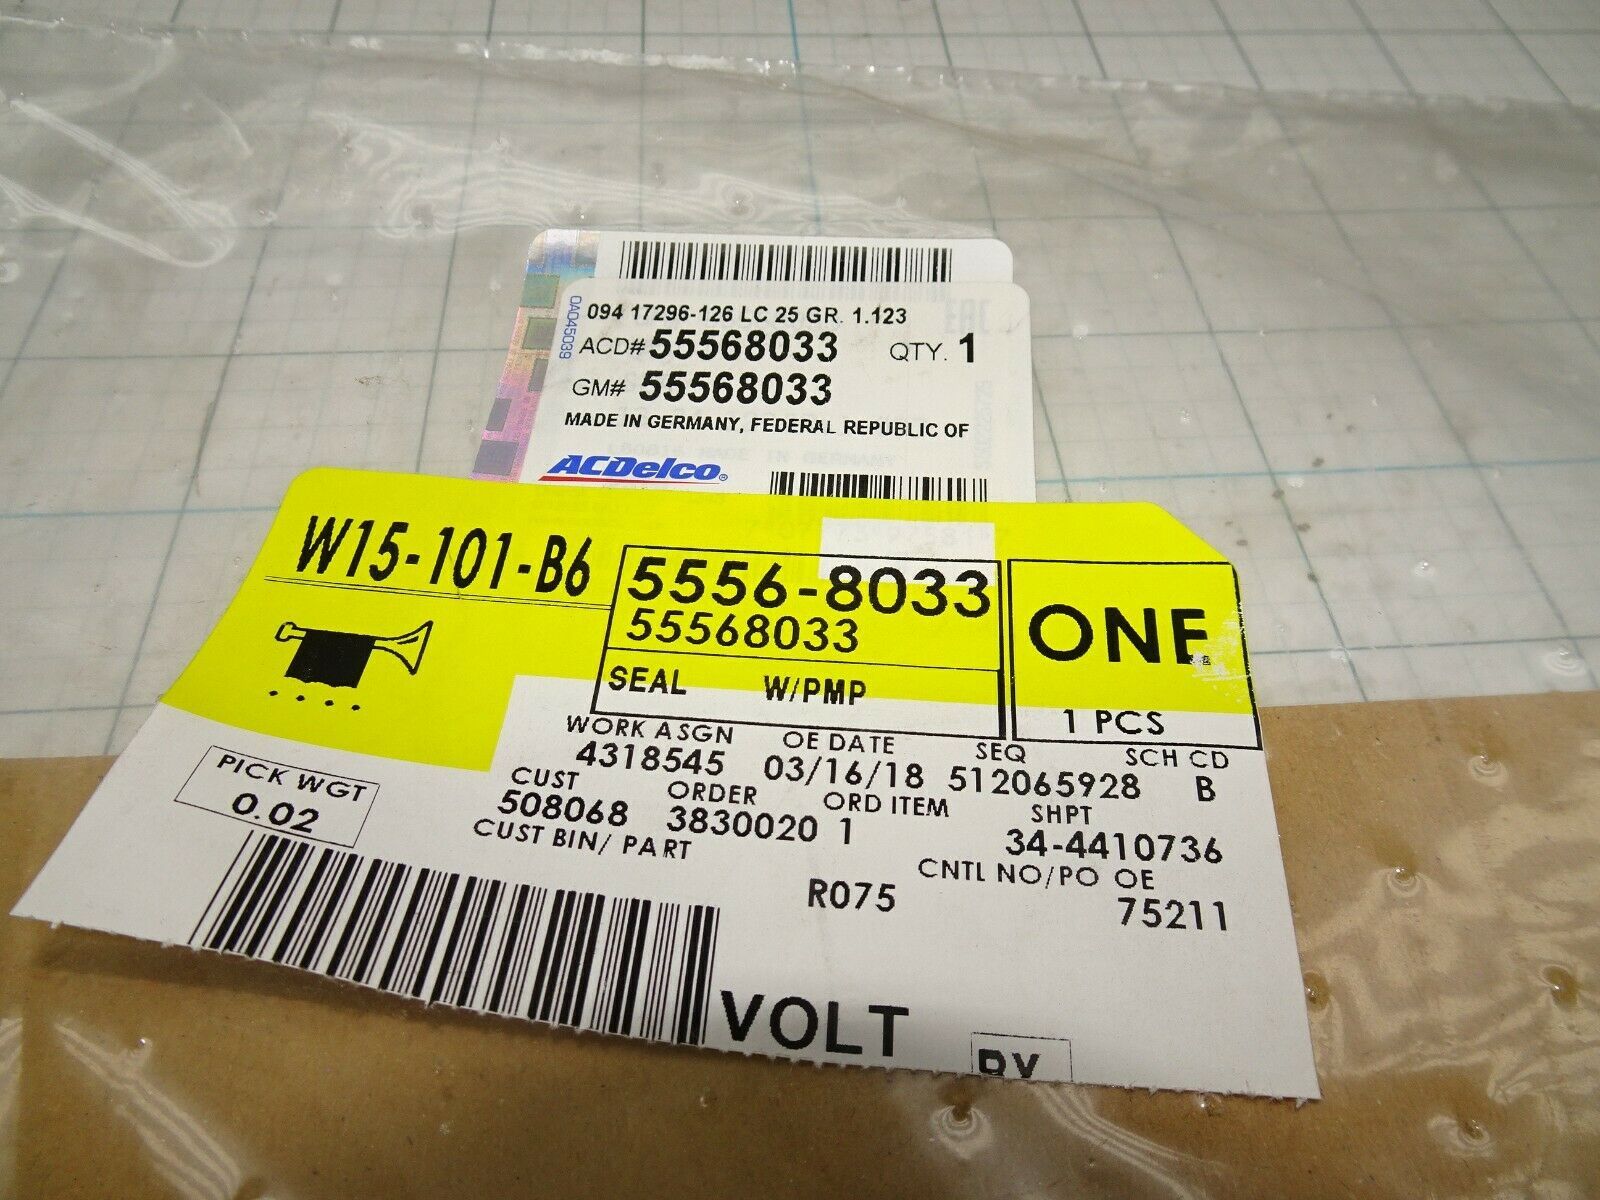 0A045039
094 17296-126 LC 25 GR. 1.123
ACD# 55568033 QTY. 1
GM# 55568033
MADE IN GERMANY, FEDERAL REPUBLIC OF
ACDelco®
W15-101-B6
5556-8033
55568033
ONE
SEAL W/PMP
1 PCS
WORK ASGN OE DATE SEQ SCH CD
4318545 03/16/18 512065928 B
PICK WGT
0.02
CUST ORDER ORD ITEM SHPT
508068 3830020 1 34-4410736
CUST BIN/ PART CNTL NO/PO OE
R075 75211
VOLT